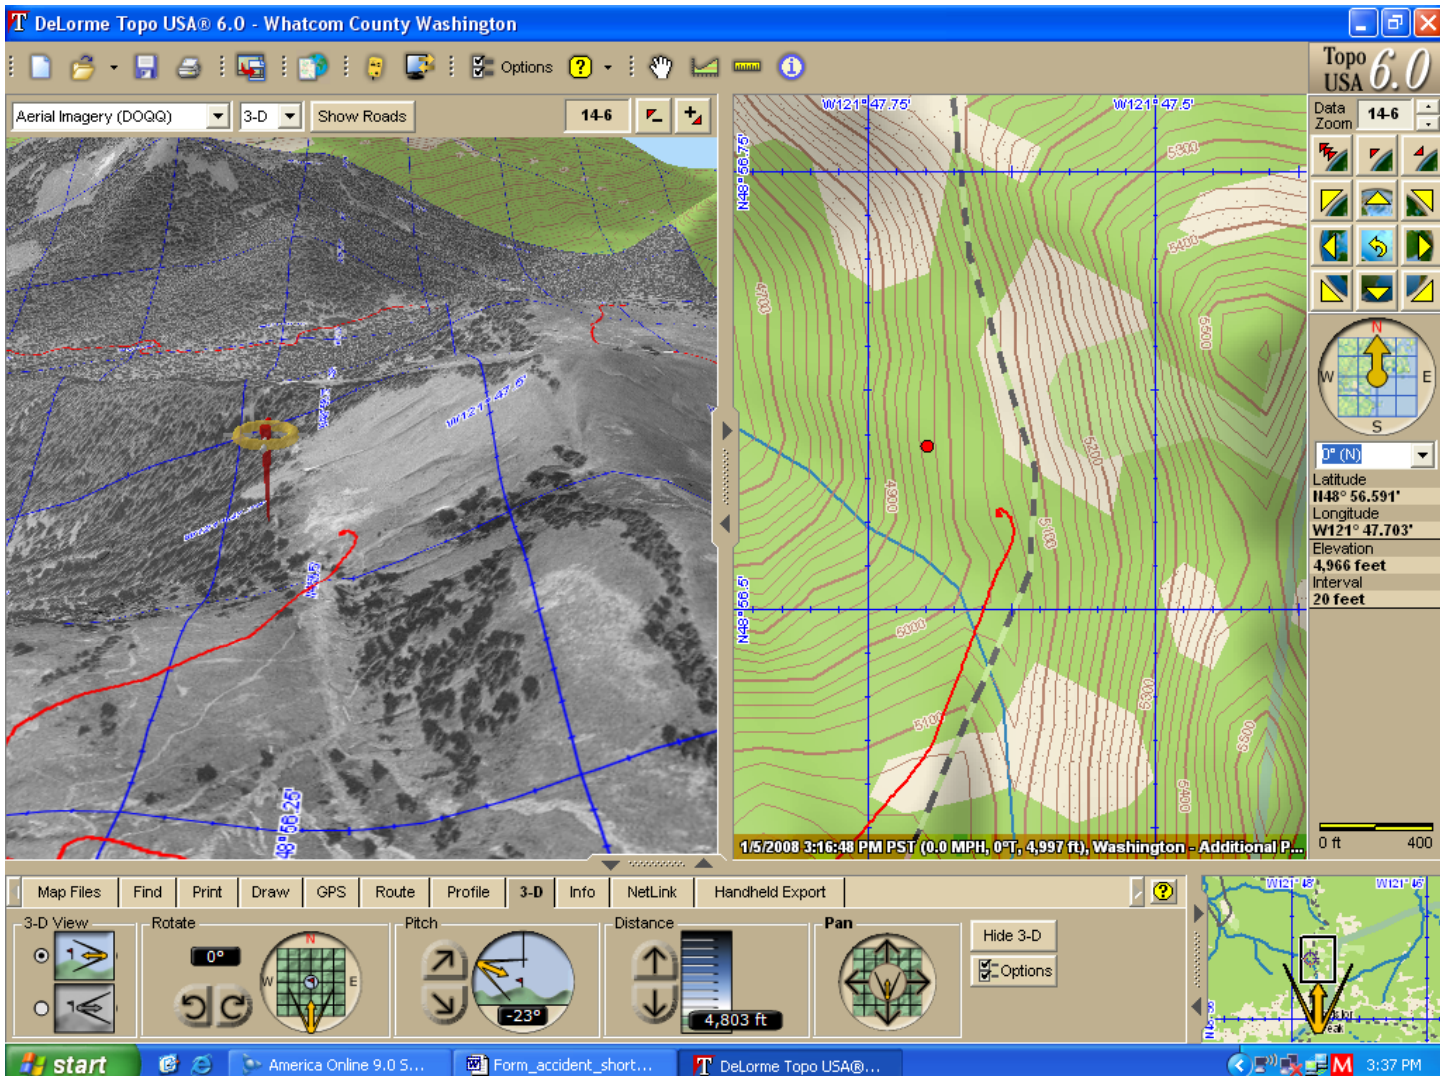 DeLorme Topo USA® 6.0 - Whatcom County Washington
Options
Topo USA 6.0
Aerial Imagery (DOQQ)
3-D
Show Roads
14-6
Data Zoom
14-6
W121° 47.5'
48° 56.25'
W121° 47.75'
W121° 47.5'
N48° 56.75'
N48° 56.5'
5300
5400
4700
5500
5200
4900
5100
5000
5100
5300
5500
5400
1/5/2008 3:16:48 PM PST (0.0 MPH, 0°T, 4,997 ft), Washington - Additional P...
N
W
E
S
0° (N)
Latitude
N48° 56.591'
Longitude
W121° 47.703'
Elevation
4,966 feet
Interval
20 feet
0 ft
400
Map Files
Find
Print
Draw
GPS
Route
Profile
3-D
Info
NetLink
Handheld Export
3-D View
Rotate
0°
N
W
E
Pitch
-23°
Distance
4,803 ft
Pan
Hide 3-D
Options
W121° 48'
W121° 46'
start
America Online 9.0 S...
Form_accident_short...
DeLorme Topo USA®...
3:37 PM